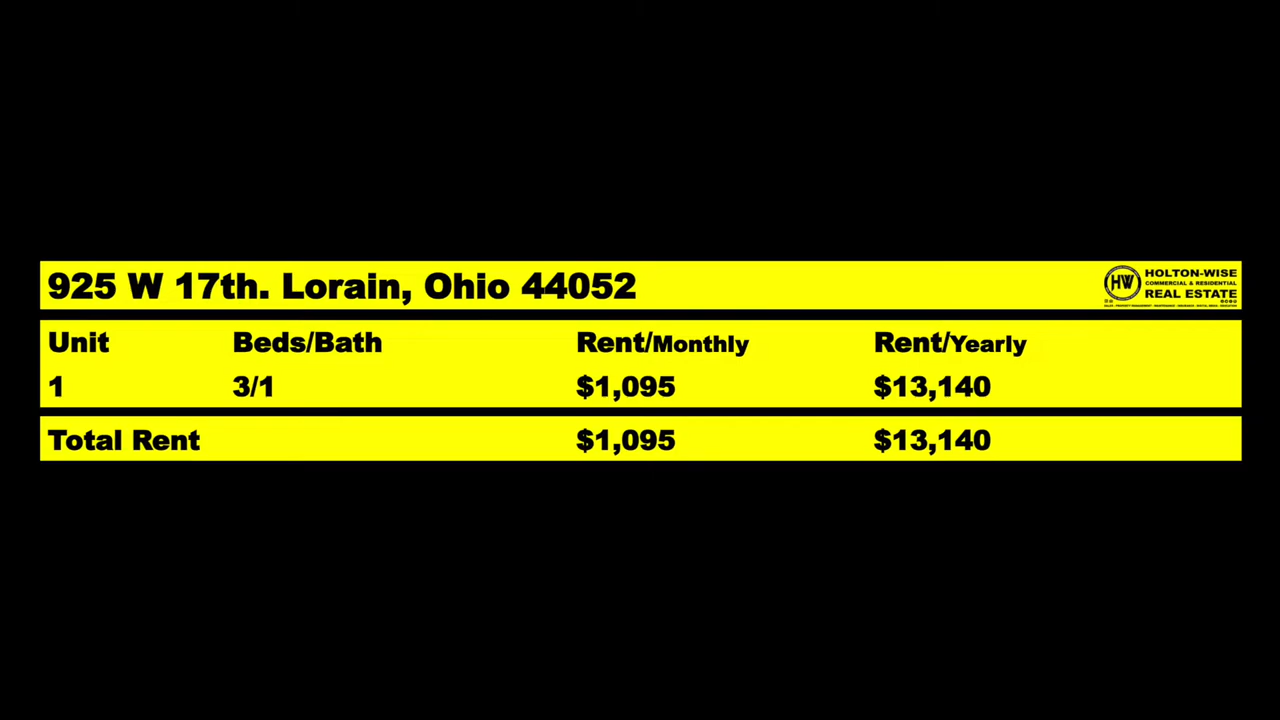 925 W 17th. Lorain, Ohio 44052
HW
HOLTON-WISE
COMMERCIAL & RESIDENTIAL
REAL ESTATE
Unit Beds/Bath Rent/Monthly Rent/Yearly
1 3/1 $1,095 $13,140
Total Rent $1,095 $13,140